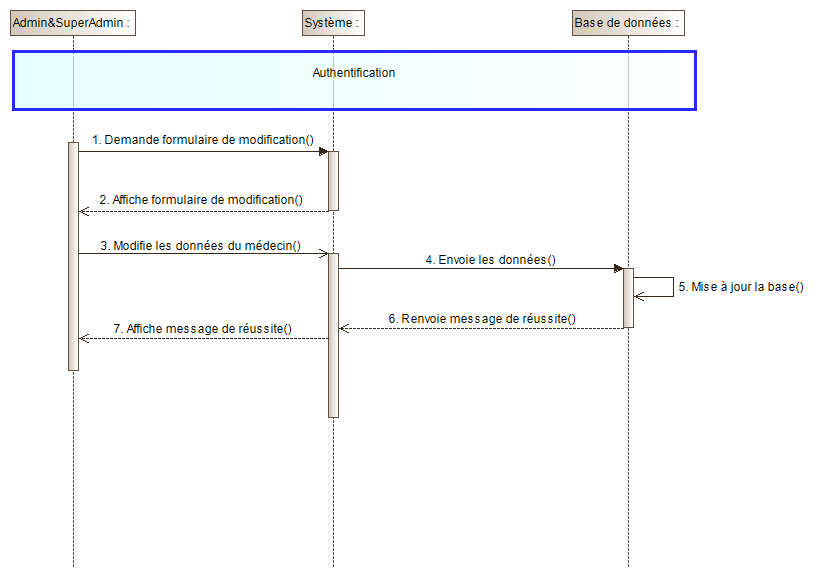 Admin&SuperAdmin :
Système :
Base de données :
Authentification
1. Demande formulaire de modification()
2. Affiche formulaire de modification()
3. Modifie les données du médecin()
4. Envoie les données()
5. Mise à jour la base()
6. Renvoie message de réussite()
7. Affiche message de réussite()